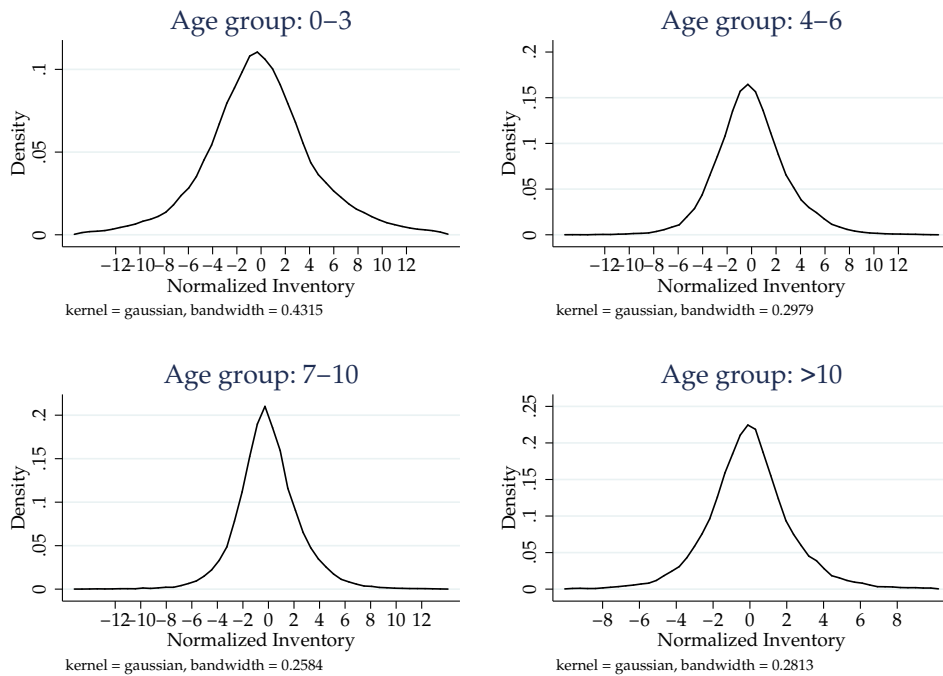 Age group: 0–3
.1
.05
0
Density
−12 −10 −8 −6 −4 −2 0 2 4 6 8 10 12
Normalized Inventory
kernel = gaussian, bandwidth = 0.4315
Age group: 4–6
.2
.15
.1
.05
0
Density
−12 −10 −8 −6 −4 −2 0 2 4 6 8 10 12
Normalized Inventory
kernel = gaussian, bandwidth = 0.2979
Age group: 7–10
.2
.15
.1
.05
0
Density
−12 −10 −8 −6 −4 −2 0 2 4 6 8 10 12
Normalized Inventory
kernel = gaussian, bandwidth = 0.2584
Age group: >10
.25
.2
.15
.1
.05
0
Density
−8 −6 −4 −2 0 2 4 6 8
Normalized Inventory
kernel = gaussian, bandwidth = 0.2813